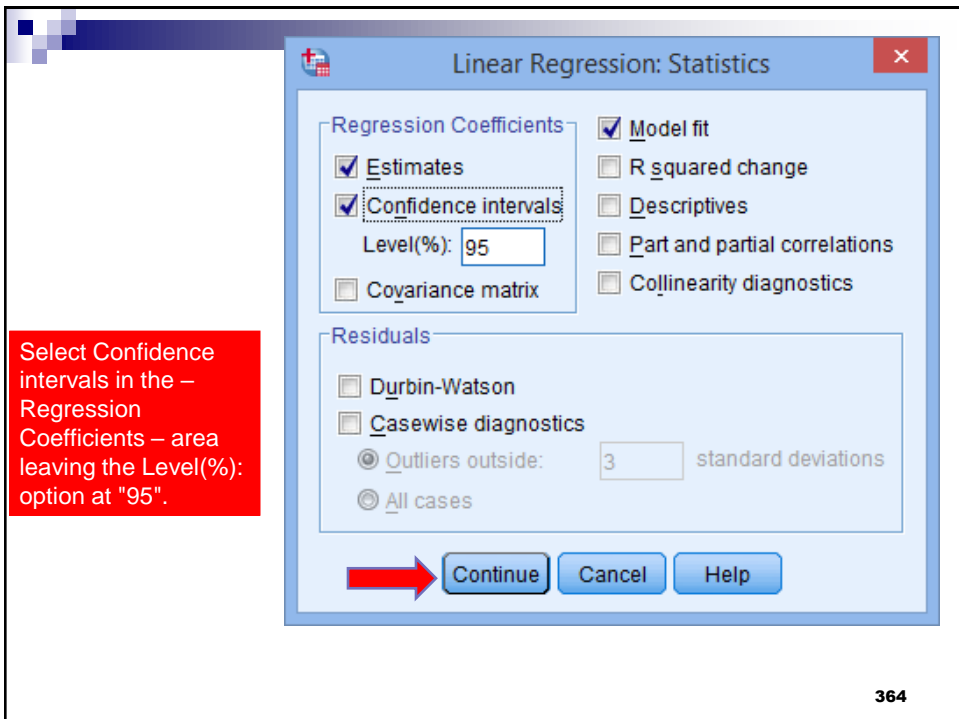 Linear Regression: Statistics
Regression Coefficients
Estimates
Confidence intervals
Level(%): 95
Covariance matrix
Model fit
R squared change
Descriptives
Part and partial correlations
Collinearity diagnostics
Residuals
Durbin-Watson
Casewise diagnostics
Outliers outside: 3 standard deviations
All cases
Continue Cancel Help
Select Confidence
intervals in the –
Regression
Coefficients – area
leaving the Level(%):
option at "95".
364